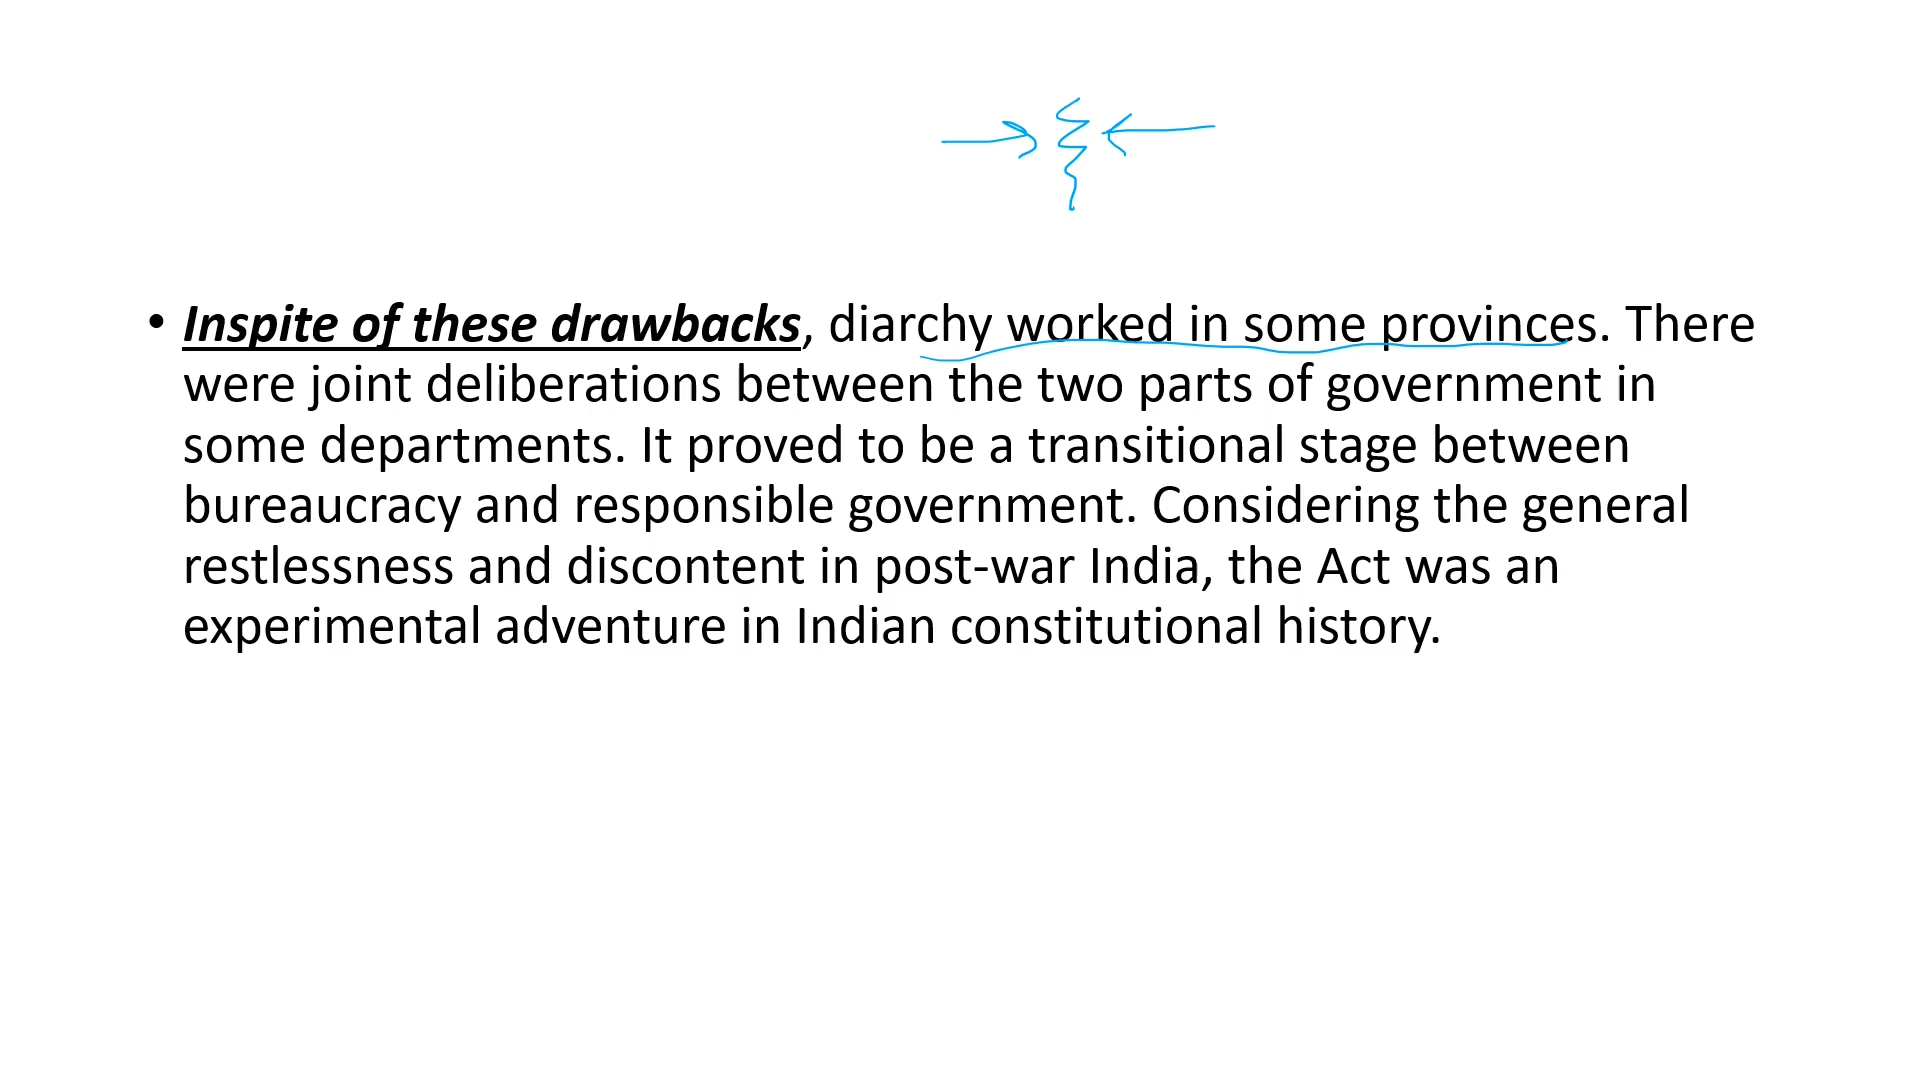 • Inspite of these drawbacks, diarchy worked in some provinces. There
were joint deliberations between the two parts of government in
some departments. It proved to be a transitional stage between
bureaucracy and responsible government. Considering the general
restlessness and discontent in post-war India, the Act was an
experimental adventure in Indian constitutional history.